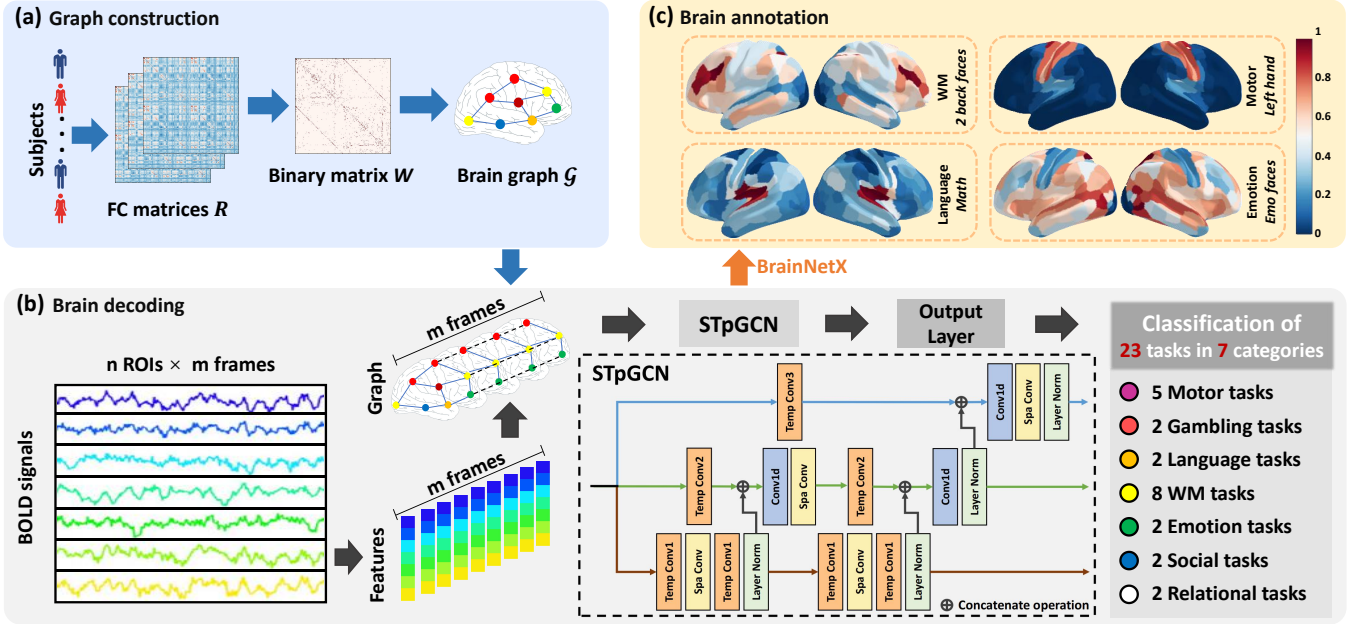 (a) Graph construction
Subjects
FC matrices R
Binary matrix W
Brain graph G
(c) Brain annotation
WM
2 back faces
Motor
Left hand
Language
Math
Emotion
Emo faces
1
0.8
0.6
0.4
0.2
0
BrainNetX
(b) Brain decoding
n ROIs × m frames
BOLD signals
m frames
Graph
m frames
Features
STpGCN
Output
Layer
STpGCN
Temp Conv3
Conv1d
Spa Conv
Layer Norm
Temp Conv2
Conv1d
Spa Conv
Temp Conv2
Conv1d
Layer Norm
Temp Conv1
Spa Conv
Temp Conv1
Layer Norm
Temp Conv1
Spa Conv
Temp Conv1
Layer Norm
⊕ Concatenate operation
Classification of
23 tasks in 7 categories
5 Motor tasks
2 Gambling tasks
2 Language tasks
8 WM tasks
2 Emotion tasks
2 Social tasks
2 Relational tasks